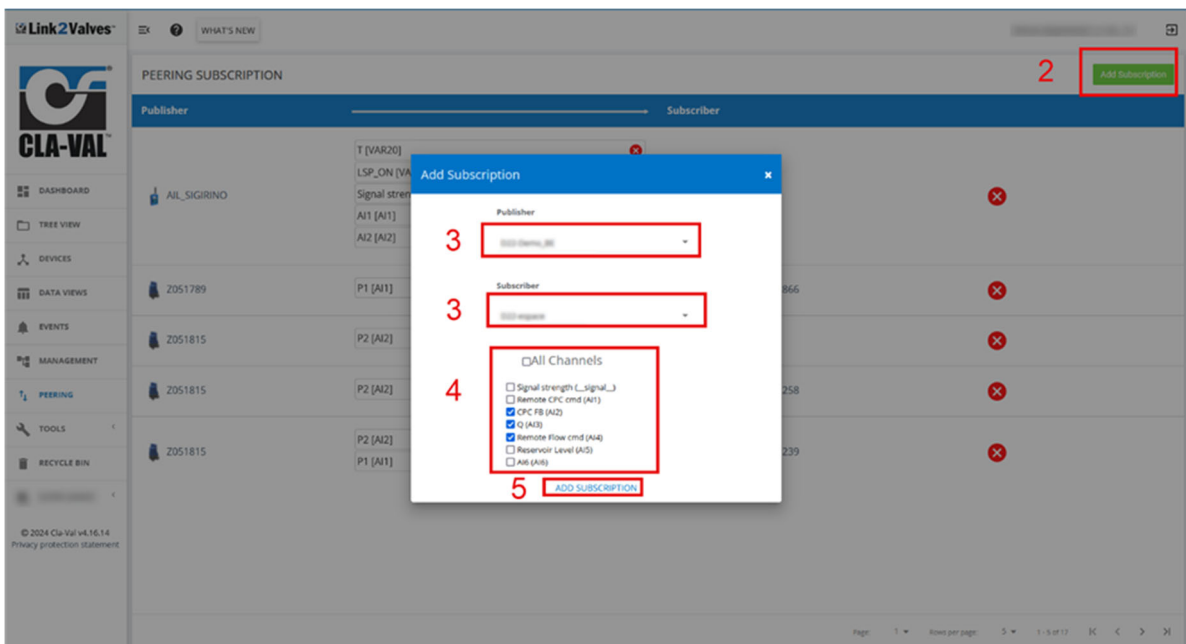 Link2Valves™
WHAT'S NEW
CLA-VAL™
DASHBOARD
TREE VIEW
DEVICES
DATA VIEWS
EVENTS
MANAGEMENT
PEERING
TOOLS
RECYCLE BIN
© 2024 Cla-Val v4.16.14
Privacy protection statement
PEERING SUBSCRIPTION
2
Add Subscription
Publisher
Subscriber
AIL_SIGIRINO
T [VAR20]
LSP_ON [VA
Signal stren
AI1 [AI1]
AI2 [AI2]
Z051789
P1 [AI1]
866
Z051815
P2 [AI2]
Z051815
P2 [AI2]
258
Z051815
P2 [AI2]
P1 [AI1]
239
Add Subscription
Publisher
3
Subscriber
3
4
All Channels
Signal strength (__signal__)
Remote CPC cmd (AI1)
CPC FB (AI2)
Q (AI3)
Remote Flow cmd (AI4)
Reservoir Level (AI5)
AI6 (AI6)
5
ADD SUBSCRIPTION
Page: 1 Rows per page: 5 1 - 5 of 17